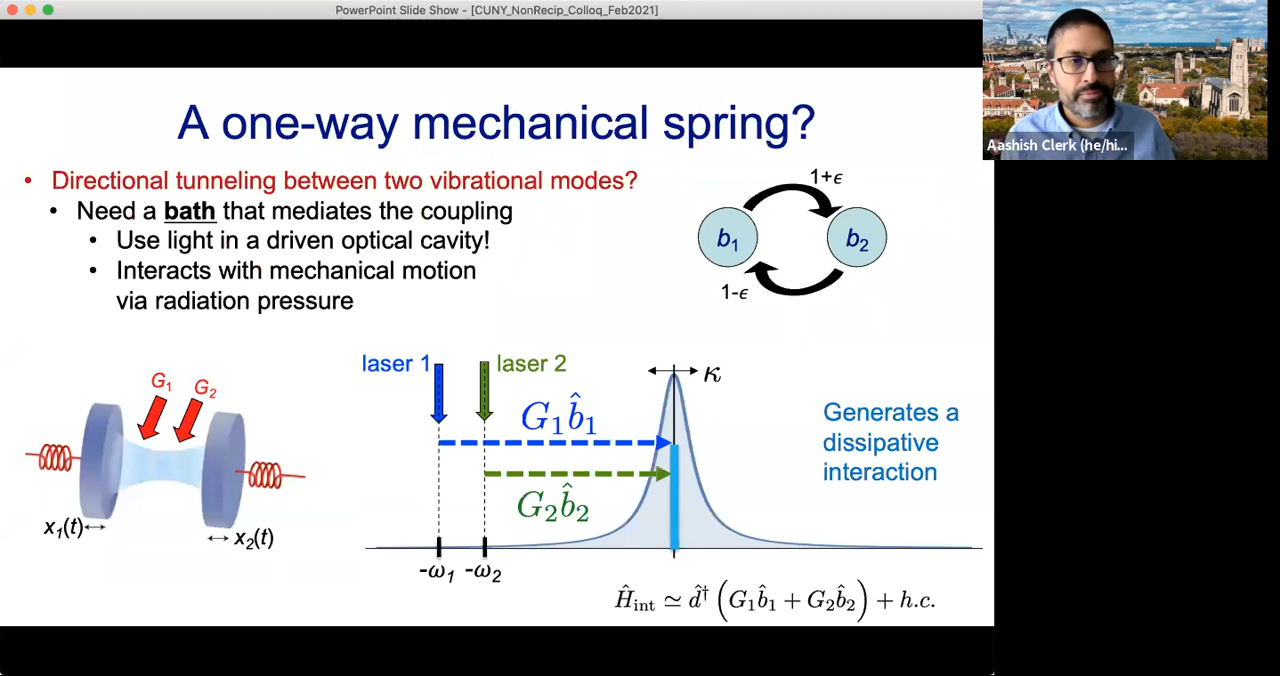 PowerPoint Slide Show - [CUNY_NonRecip_Colloq_Feb2021]
Aashish Clerk (he/hi...
A one-way mechanical spring?
• Directional tunneling between two vibrational modes?
• Need a bath that mediates the coupling
• Use light in a driven optical cavity!
• Interacts with mechanical motion
via radiation pressure
1+ϵ
b₁
b₂
1-ϵ
G₁
G₂
x₁(t)↔
↔ x₂(t)
laser 1
laser 2
κ
G₁b̂₁
G₂b̂₂
-ω₁
-ω₂
Generates a
dissipative
interaction
Ĥ_int ≃ d̂† (G₁b̂₁ + G₂b̂₂) + h.c.